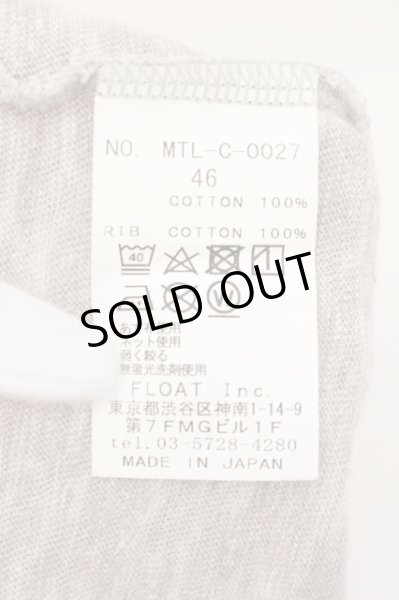 NO. MTL-C-0027
46
COTTON 100%
RIB: COTTON 100%
40
W
SOLD OUT
使用
ネット使用
弱く絞る
無蛍光洗剤使用
FLOAT Inc.
東京都渋谷区神南1-14-9
第7FMGビル1F
tel.03-5728-4280
MADE IN JAPAN